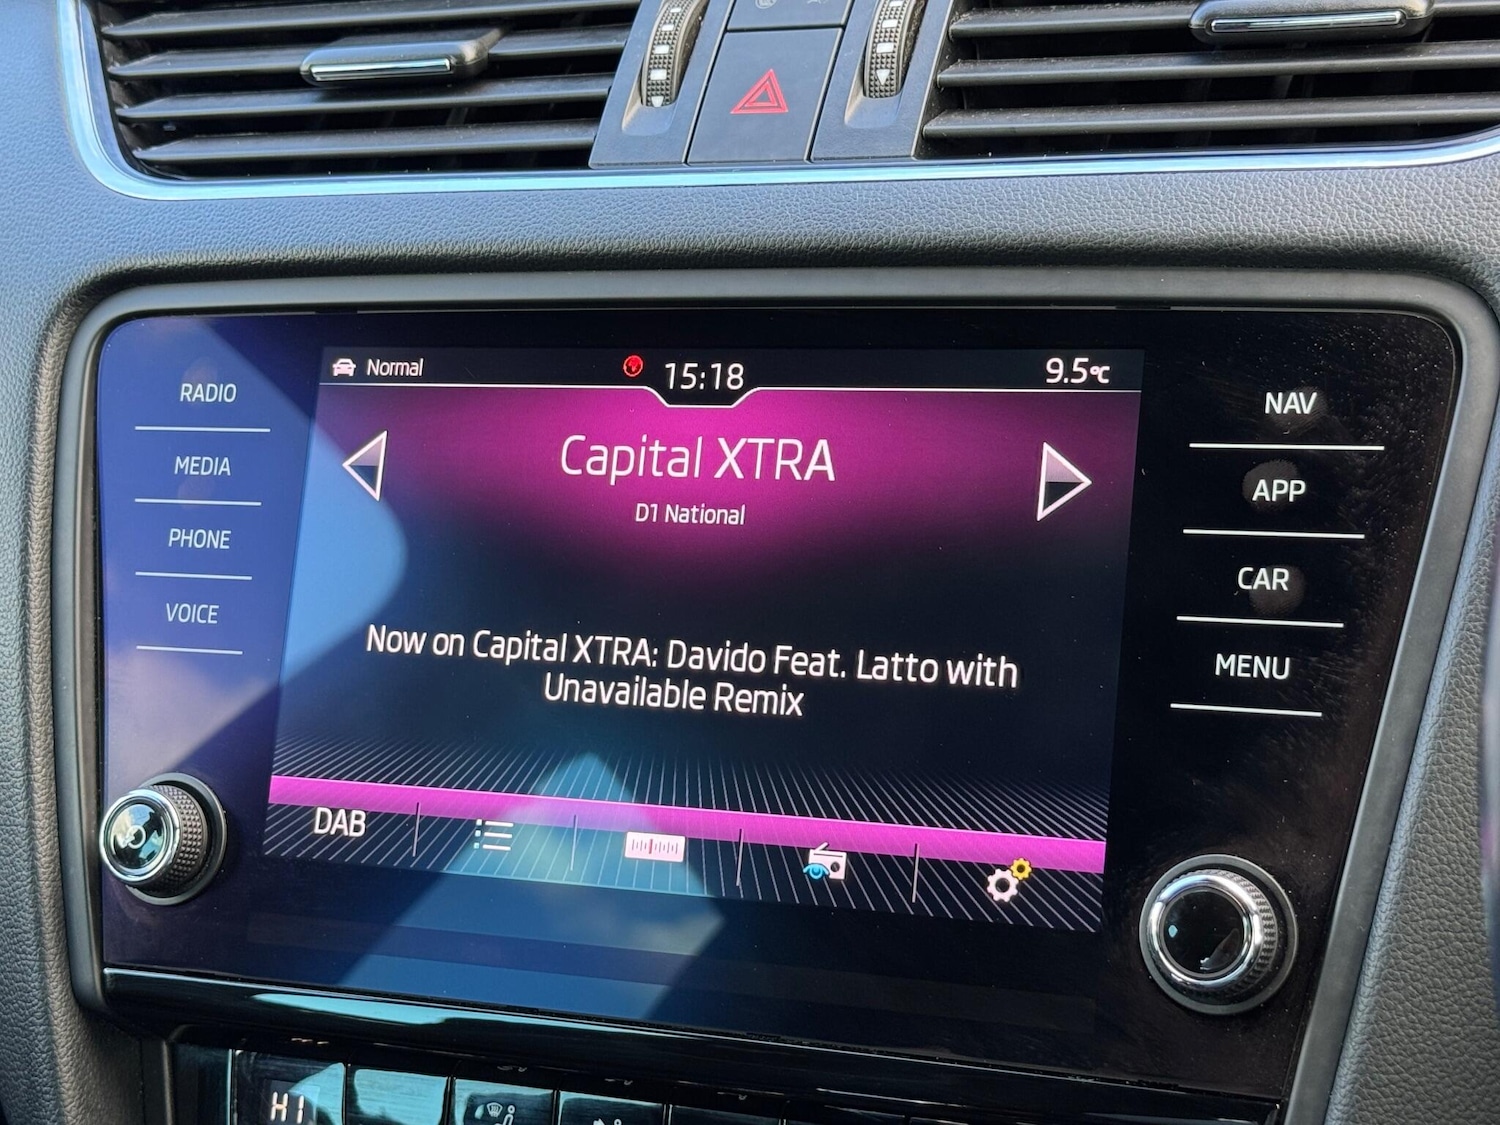 Normal
15:18
9.5°C
RADIO
MEDIA
PHONE
VOICE
Capital XTRA
D1 National
Now on Capital XTRA: Davido Feat. Latto with
Unavailable Remix
DAB
NAV
APP
CAR
MENU
HI